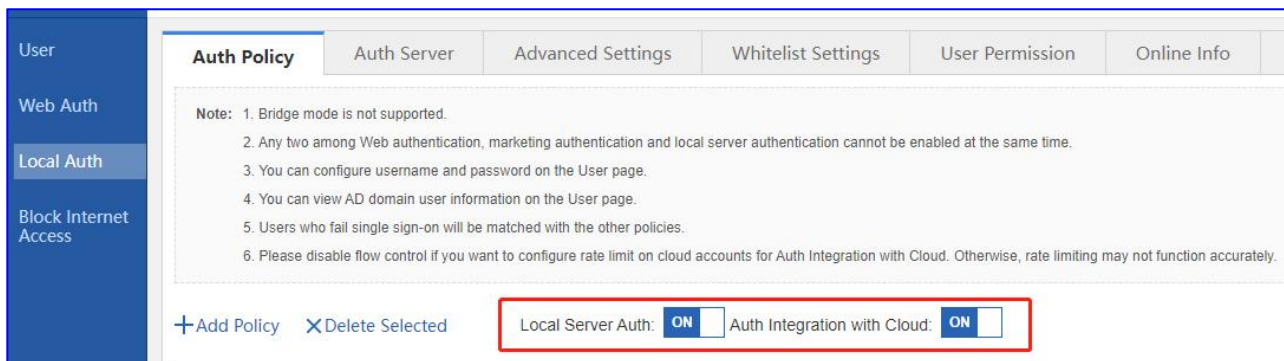 User
Web Auth
Local Auth
Block Internet
Access
Auth Policy Auth Server Advanced Settings Whitelist Settings User Permission Online Info
Note: 1. Bridge mode is not supported.
2. Any two among Web authentication, marketing authentication and local server authentication cannot be enabled at the same time.
3. You can configure username and password on the User page.
4. You can view AD domain user information on the User page.
5. Users who fail single sign-on will be matched with the other policies.
6. Please disable flow control if you want to configure rate limit on cloud accounts for Auth Integration with Cloud. Otherwise, rate limiting may not function accurately.
+Add Policy XDelete Selected Local Server Auth: ON Auth Integration with Cloud: ON